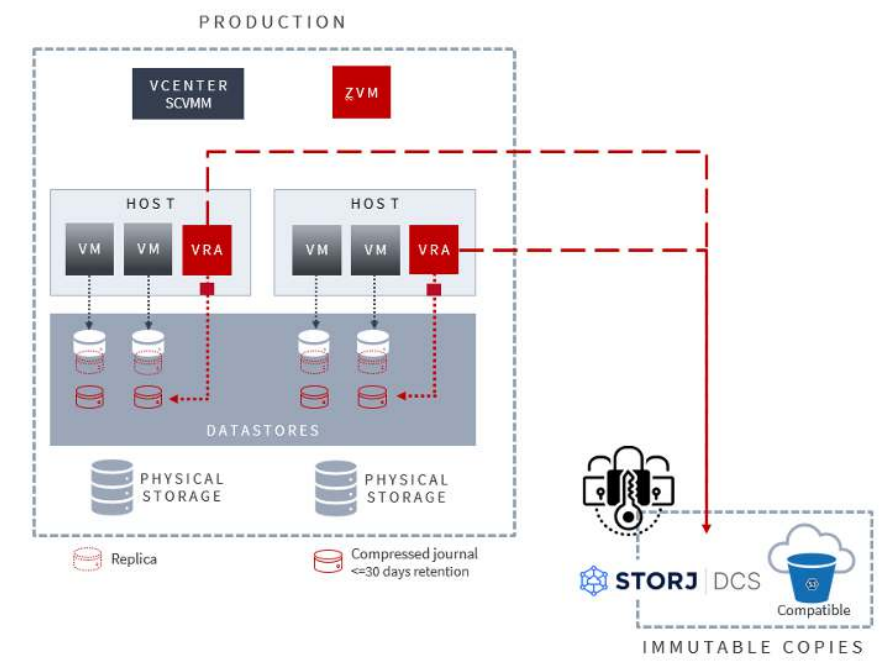 PRODUCTION
VCENTER
SCVMM
ZVM
HOST
HOST
VM
VM
VRA
VM
VM
VRA
DATASTORES
PHYSICAL
STORAGE
PHYSICAL
STORAGE
Replica
Compressed journal
<=30 days retention
STORJ DCS
S3
Compatible
IMMUTABLE COPIES